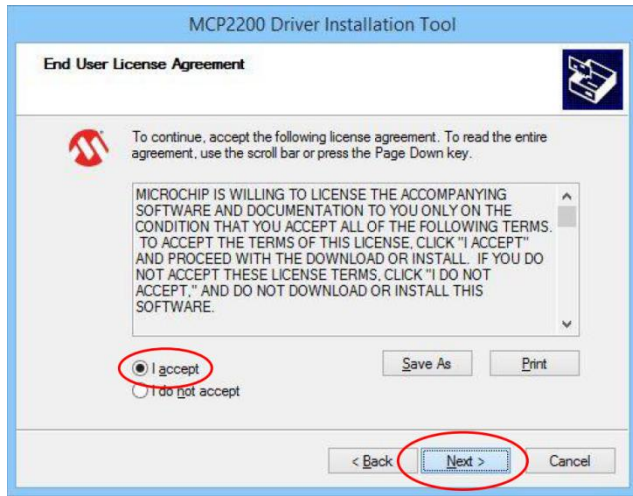 MCP2200 Driver Installation Tool
End User License Agreement
To continue, accept the following license agreement. To read the entire
agreement, use the scroll bar or press the Page Down key.
MICROCHIP IS WILLING TO LICENSE THE ACCOMPANYING
SOFTWARE AND DOCUMENTATION TO YOU ONLY ON THE
CONDITION THAT YOU ACCEPT ALL OF THE FOLLOWING TERMS.
TO ACCEPT THE TERMS OF THIS LICENSE, CLICK "I ACCEPT"
AND PROCEED WITH THE DOWNLOAD OR INSTALL. IF YOU DO
NOT ACCEPT THESE LICENSE TERMS, CLICK "I DO NOT
ACCEPT," AND DO NOT DOWNLOAD OR INSTALL THIS
SOFTWARE.
I accept
Save As
Print
I do not accept
< Back
Next >
Cancel